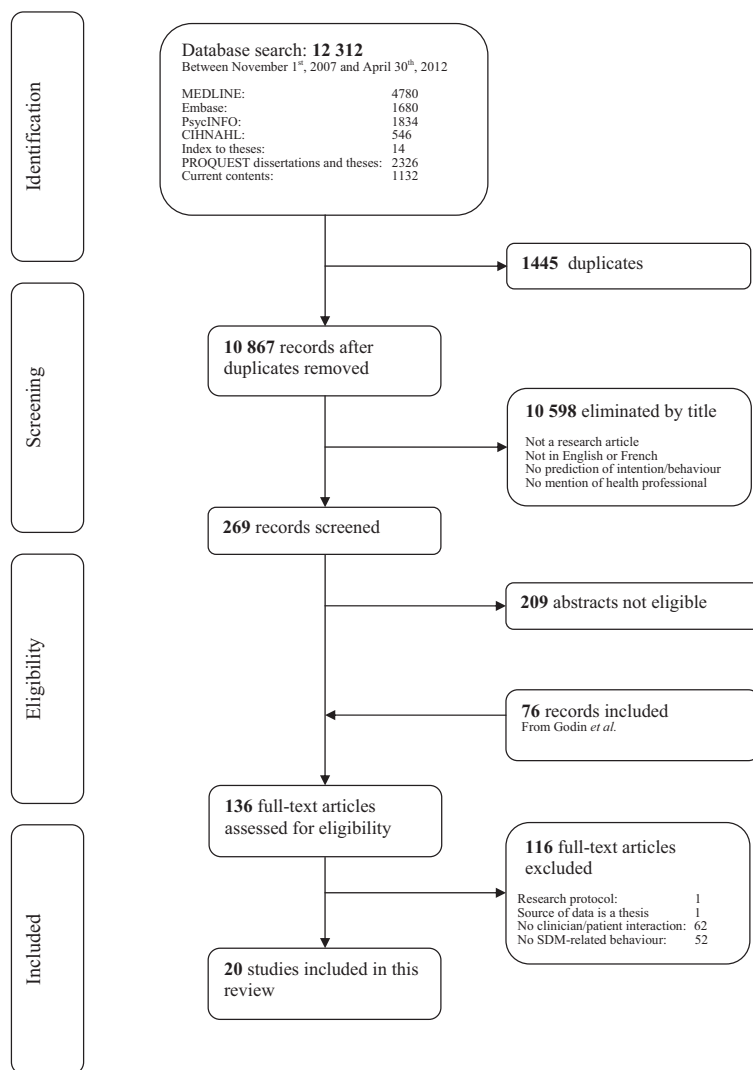 Identification
Database search: 12 312
Between November 1st, 2007 and April 30th, 2012
MEDLINE: 4780
Embase: 1680
PsycINFO: 1834
CIHNAHL: 546
Index to theses: 14
PROQUEST dissertations and theses: 2326
Current contents: 1132
1445 duplicates
Screening
10 867 records after
duplicates removed
10 598 eliminated by title
Not a research article
Not in English or French
No prediction of intention/behaviour
No mention of health professional
269 records screened
Eligibility
209 abstracts not eligible
76 records included
From Godin et al.
136 full-text articles
assessed for eligibility
Included
116 full-text articles
excluded
Research protocol: 1
Source of data is a thesis 1
No clinician/patient interaction: 62
No SDM-related behaviour: 52
20 studies included in this
review